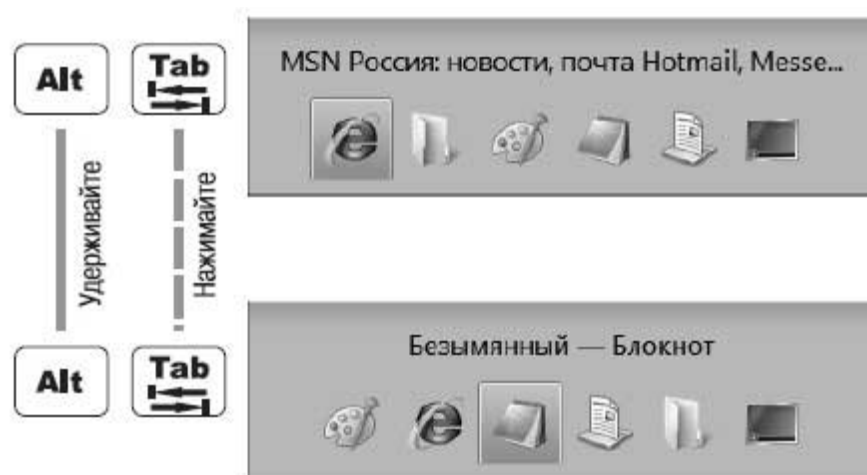 Alt Tab
MSN Россия: новости, почта Hotmail, Messe...
Удерживайте
Нажимайте
Alt Tab
Безымянный — Блокнот